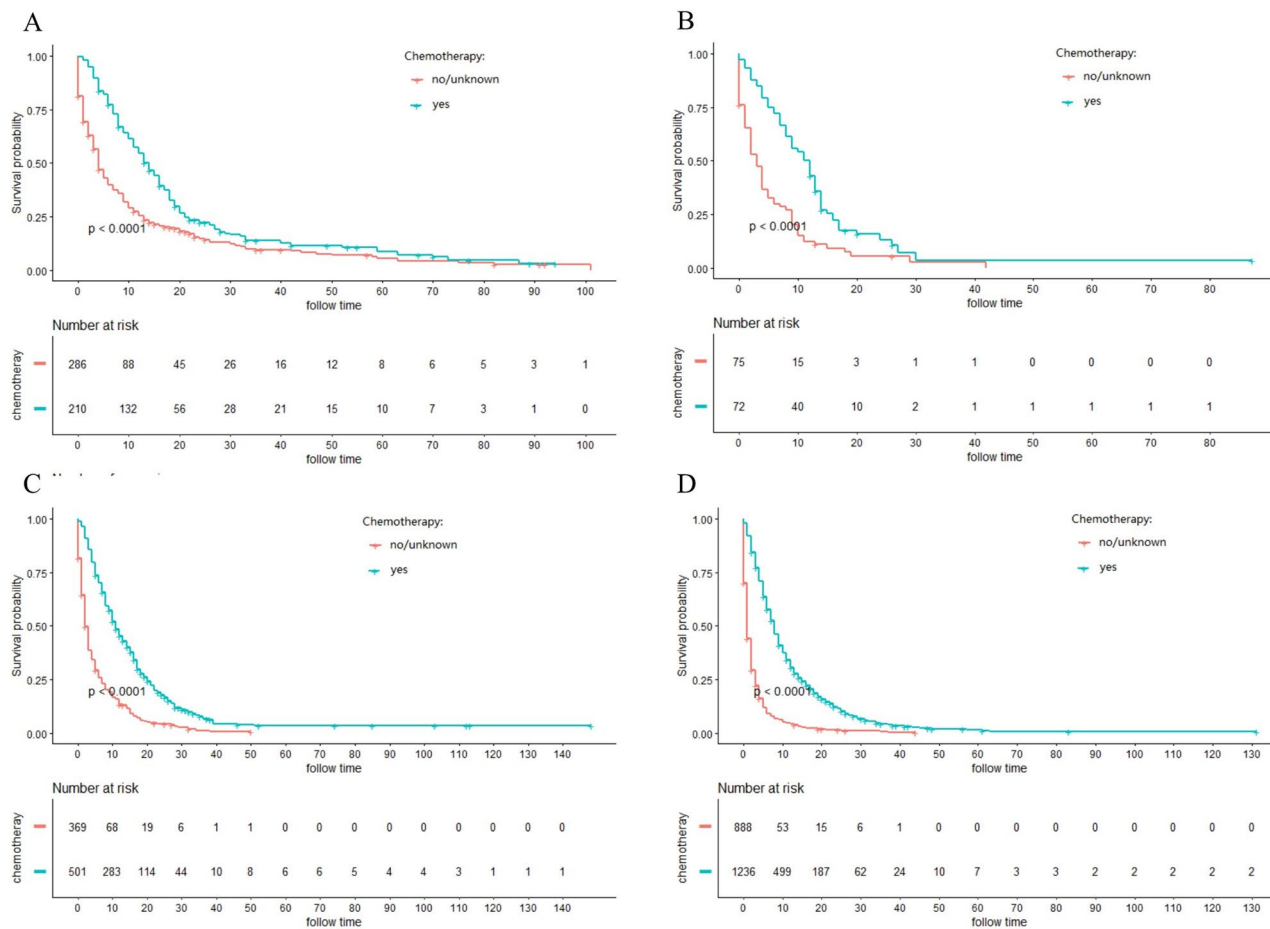 A
Chemotherapy:
no/unknown
yes
Survival probability
1.00
0.75
0.50
0.25
0.00
p < 0.0001
0 10 20 30 40 50 60 70 80 90 100
follow time
Number at risk
chemotheray
286 88 45 26 16 12 8 6 5 3 1
210 132 56 28 21 15 10 7 3 1 0
0 10 20 30 40 50 60 70 80 90 100
follow time
B
Chemotherapy:
no/unknown
yes
Survival probability
1.00
0.75
0.50
0.25
0.00
p < 0.0001
0 10 20 30 40 50 60 70 80
follow time
Number at risk
chemotheray
75 15 3 1 1 0 0 0 0
72 40 10 2 1 1 1 1 1
0 10 20 30 40 50 60 70 80
follow time
C
Chemotherapy:
no/unknown
yes
Survival probability
1.00
0.75
0.50
0.25
0.00
p < 0.0001
0 10 20 30 40 50 60 70 80 90 100 110 120 130 140
follow time
Number at risk
chemotheray
369 68 19 6 1 1 0 0 0 0 0 0 0 0 0
501 283 114 44 10 8 6 6 5 4 4 3 1 1 1
0 10 20 30 40 50 60 70 80 90 100 110 120 130 140
follow time
D
Chemotherapy:
no/unknown
yes
Survival probability
1.00
0.75
0.50
0.25
0.00
p < 0.0001
0 10 20 30 40 50 60 70 80 90 100 110 120 130
follow time
Number at risk
chemotheray
888 53 15 6 1 0 0 0 0 0 0 0 0 0
1236 499 187 62 24 10 7 3 3 2 2 2 2 2
0 10 20 30 40 50 60 70 80 90 100 110 120 130
follow time